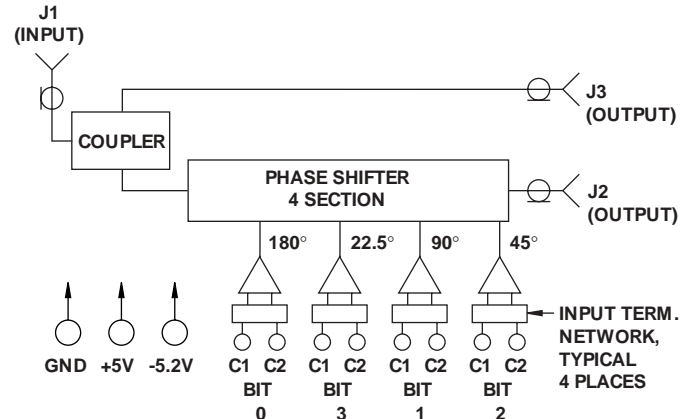 J1
(INPUT)
J3
(OUTPUT)
COUPLER
PHASE SHIFTER
4 SECTION
J2
(OUTPUT)
180° 22.5° 90° 45°
INPUT TERM.
NETWORK,
TYPICAL
4 PLACES
GND +5V -5.2V
C1 C2 C1 C2 C1 C2 C1 C2
BIT BIT BIT BIT
0 3 1 2